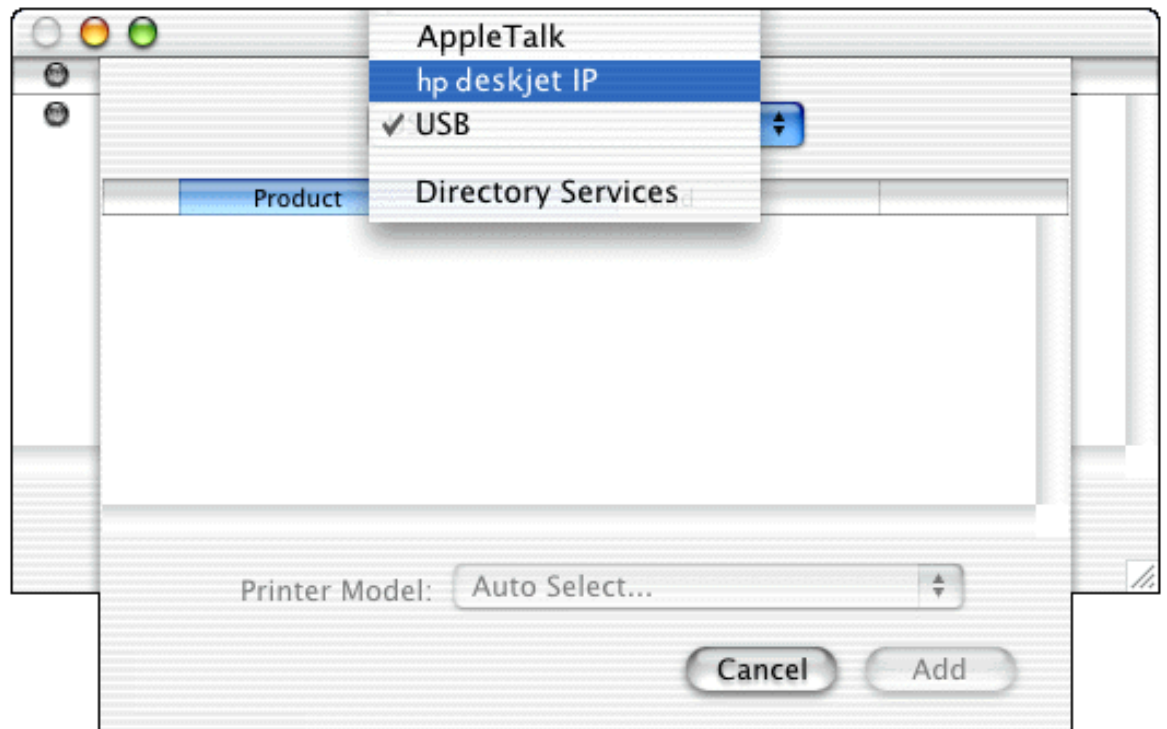 AppleTalk
hp deskjet IP
✓ USB
Directory Services
Product
Printer Model: Auto Select...
Cancel Add